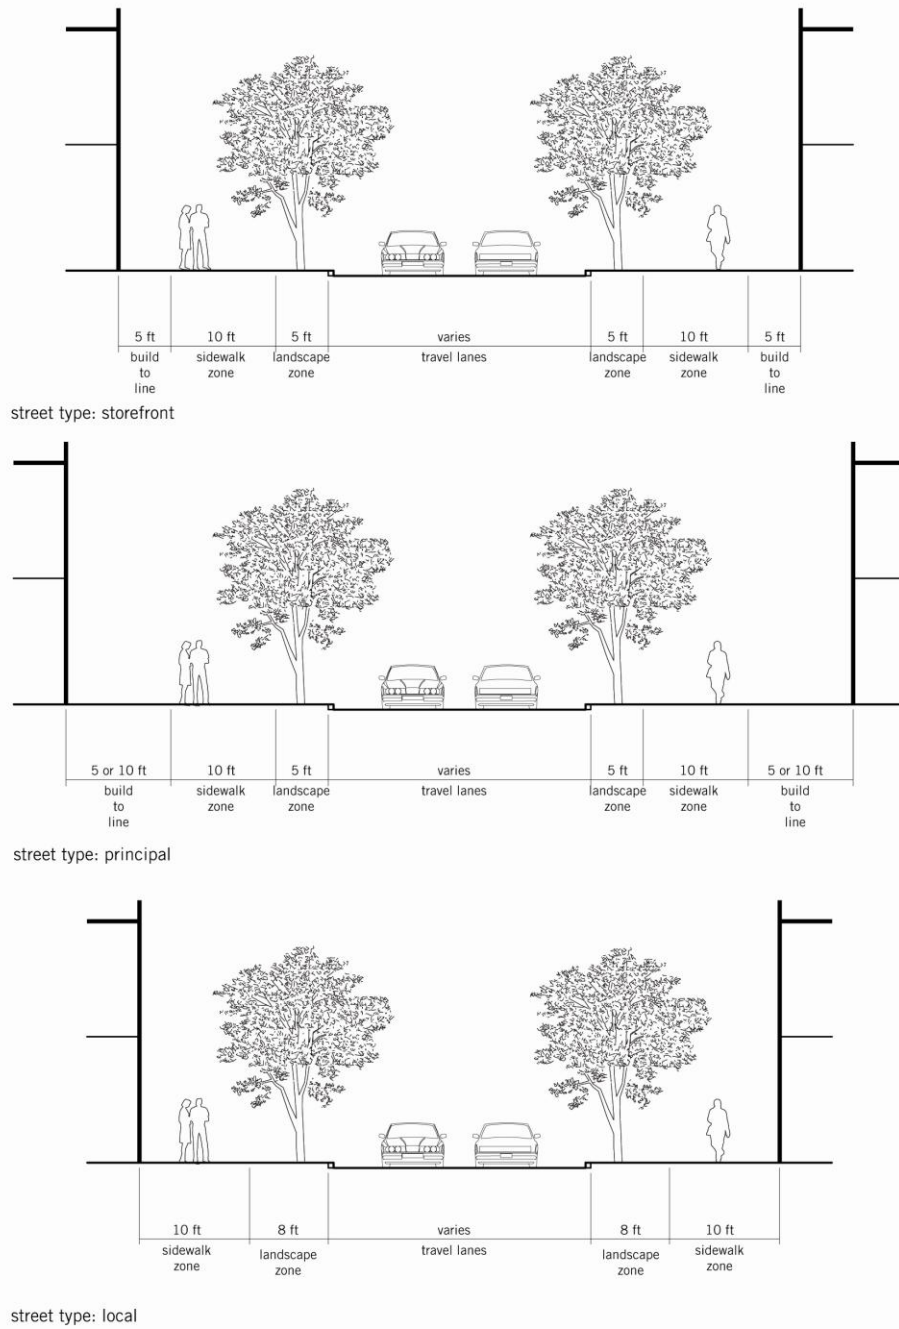 5 ft 10 ft 5 ft varies 5 ft 10 ft 5 ft
build sidewalk landscape travel lanes landscape sidewalk build
to zone zone zone zone to
line line
street type: storefront
5 or 10 ft 10 ft 5 ft varies 5 ft 10 ft 5 or 10 ft
build sidewalk landscape travel lanes landscape sidewalk build
to zone zone zone zone to
line line
street type: principal
10 ft 8 ft varies 8 ft 10 ft
sidewalk landscape travel lanes landscape sidewalk
zone zone zone zone
street type: local